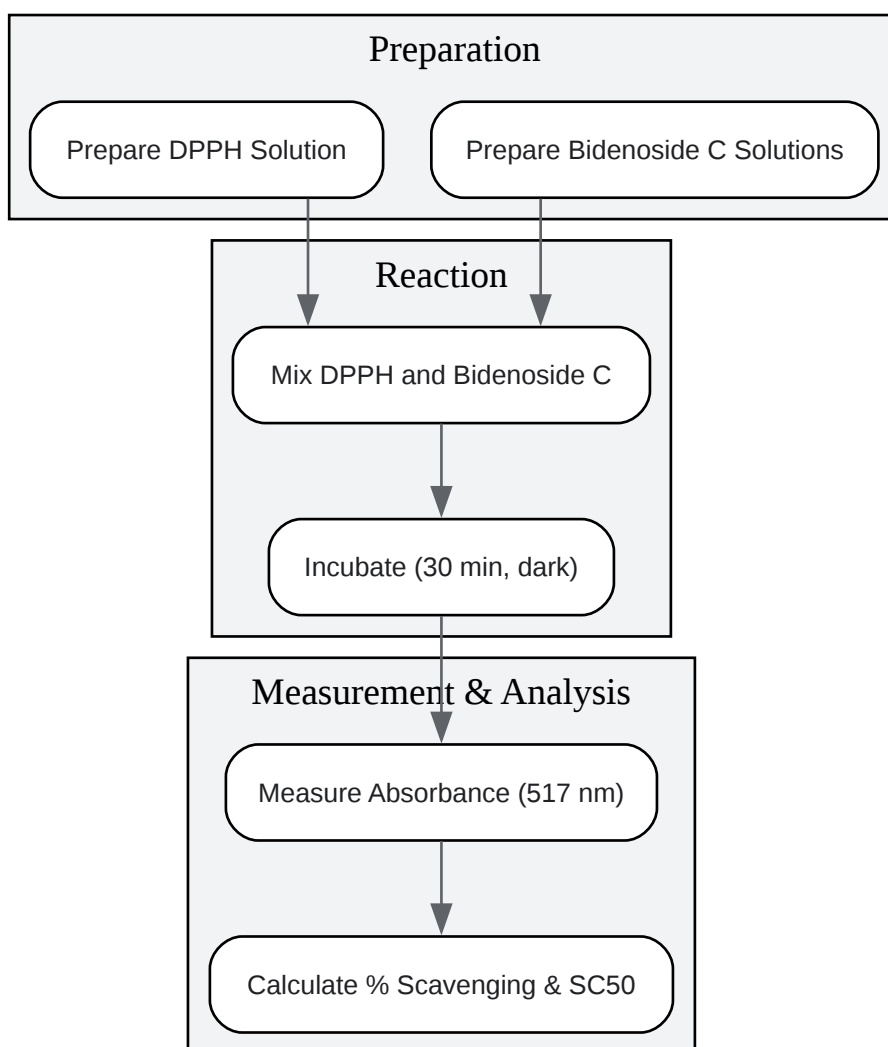 Preparation
Prepare DPPH Solution
Prepare Bidenoside C Solutions
Reaction
Mix DPPH and Bidenoside C
Incubate (30 min, dark)
Measurement & Analysis
Measure Absorbance (517 nm)
Calculate % Scavenging & SC50